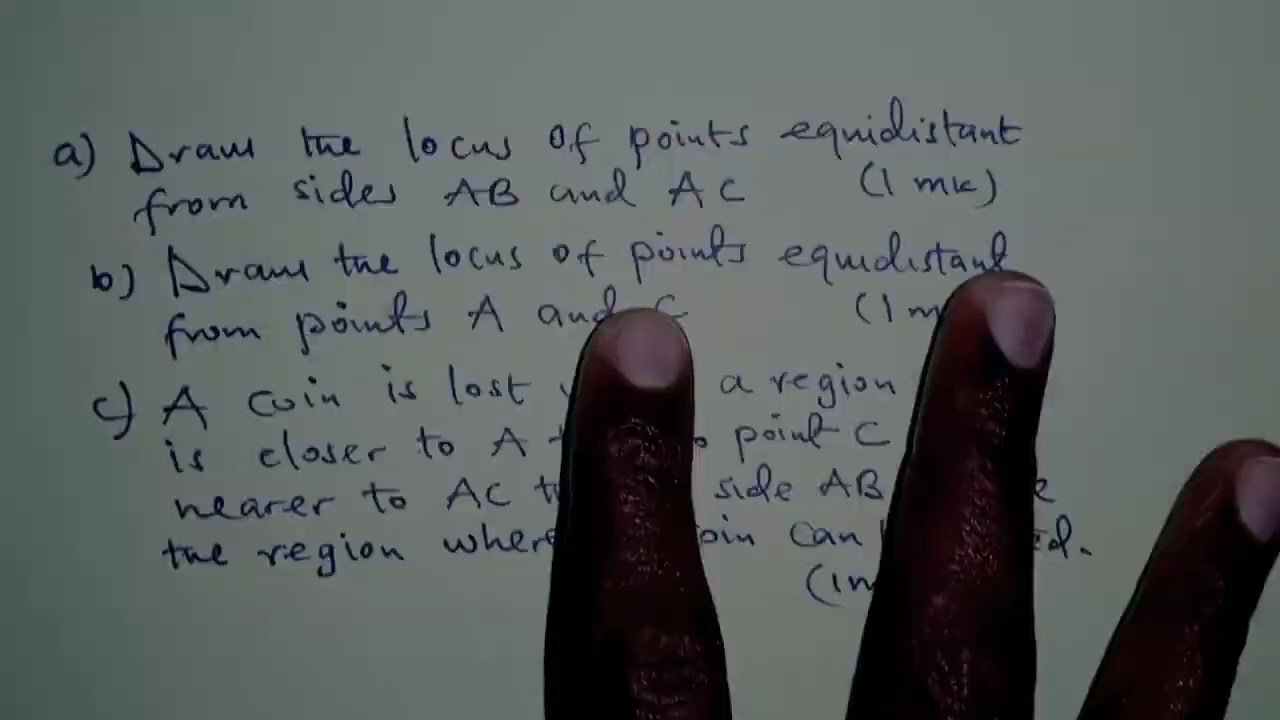 a) Draw the locus of points equidistant
from sides AB and AC (1 mk)
b) Draw the locus of points equidistant
from points A and C (1 m
c) A coin is lost a region
is closer to A point C
nearer to AC side AB
the region where coin can